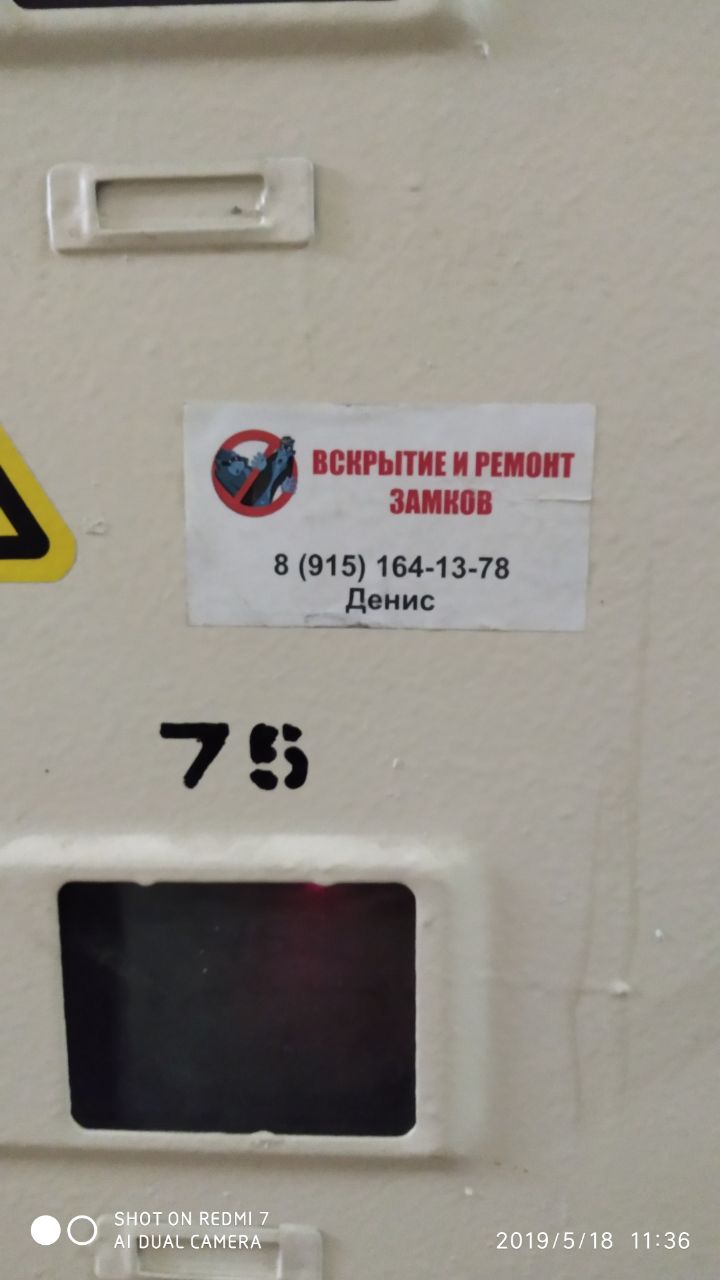 ВСКРЫТИЕ И РЕМОНТ
ЗАМКОВ
8 (915) 164-13-78
Денис
75
SHOT ON REDMI 7
AI DUAL CAMERA
2019/5/18 11:36